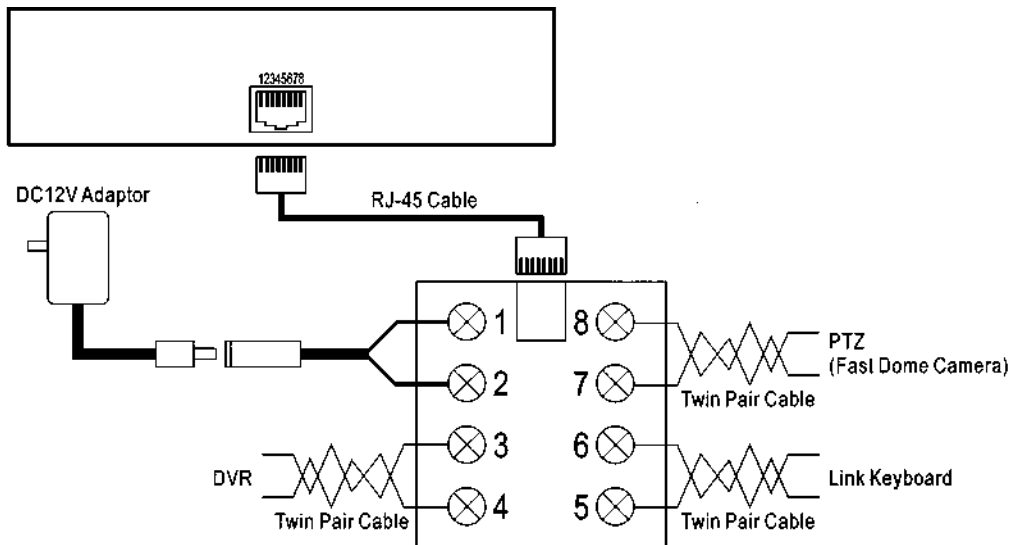 12345678
DC12V Adaptor
RJ-45 Cable
1
8
PTZ
(Fast Dome Camera)
2
7
Twin Pair Cable
3
6
DVR
Link Keyboard
4
5
Twin Pair Cable
Twin Pair Cable